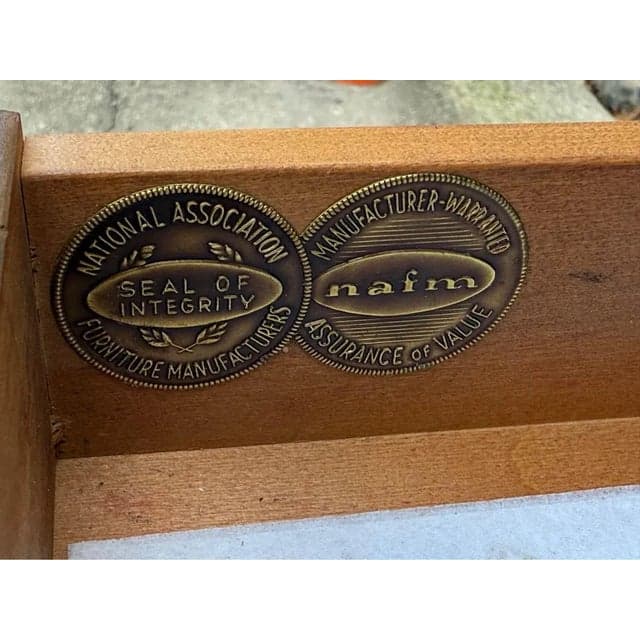 NATIONAL ASSOCIATION
SEAL OF
INTEGRITY
FURNITURE MANUFACTURERS
MANUFACTURER-WARRANTED
nafm
ASSURANCE OF VALUE